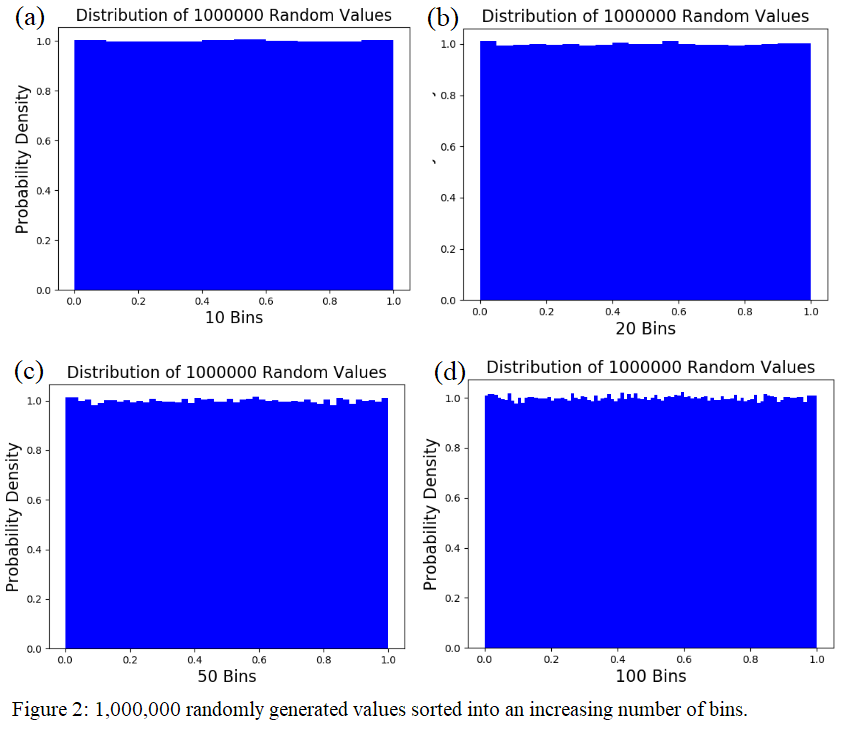 (a)
Distribution of 1000000 Random Values
Probability Density
1.0
0.8
0.6
0.4
0.2
0.0
0.0 0.2 0.4 0.6 0.8 1.0
10 Bins
(b)
Distribution of 1000000 Random Values
1.0
0.8
0.6
0.4
0.2
0.0
0.0 0.2 0.4 0.6 0.8 1.0
20 Bins
(c)
Distribution of 1000000 Random Values
Probability Density
1.0
0.8
0.6
0.4
0.2
0.0
0.0 0.2 0.4 0.6 0.8 1.0
50 Bins
(d)
Distribution of 1000000 Random Values
Probability Density
1.0
0.8
0.6
0.4
0.2
0.0
0.0 0.2 0.4 0.6 0.8 1.0
100 Bins
Figure 2: 1,000,000 randomly generated values sorted into an increasing number of bins.